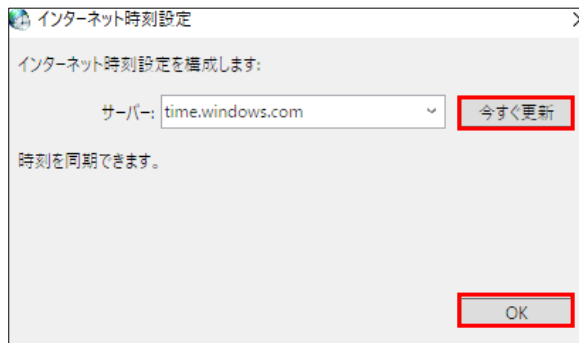 インターネット時刻設定
インターネット時刻設定を構成します:
サーバー: time.windows.com 今すぐ更新
時刻を同期できます。
OK